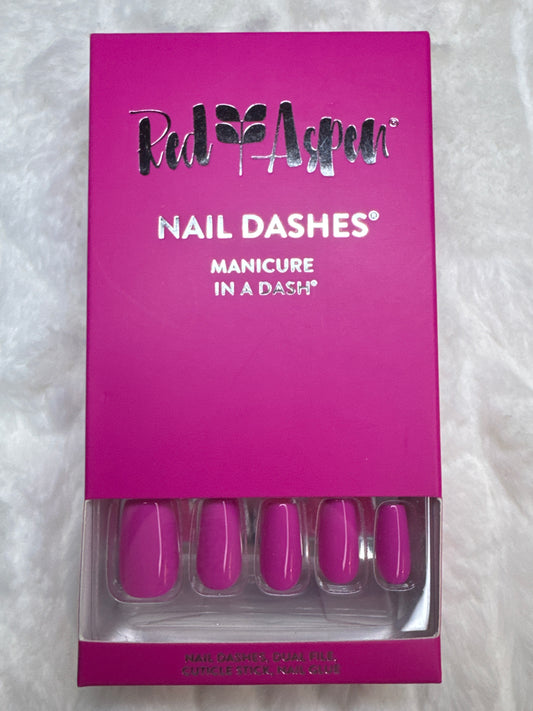 Red Aspen®
NAIL DASHES®
MANICURE
IN A DASH®
NAIL DASHES, DUAL FILE,
CUTICLE STICK, NAIL GLUE